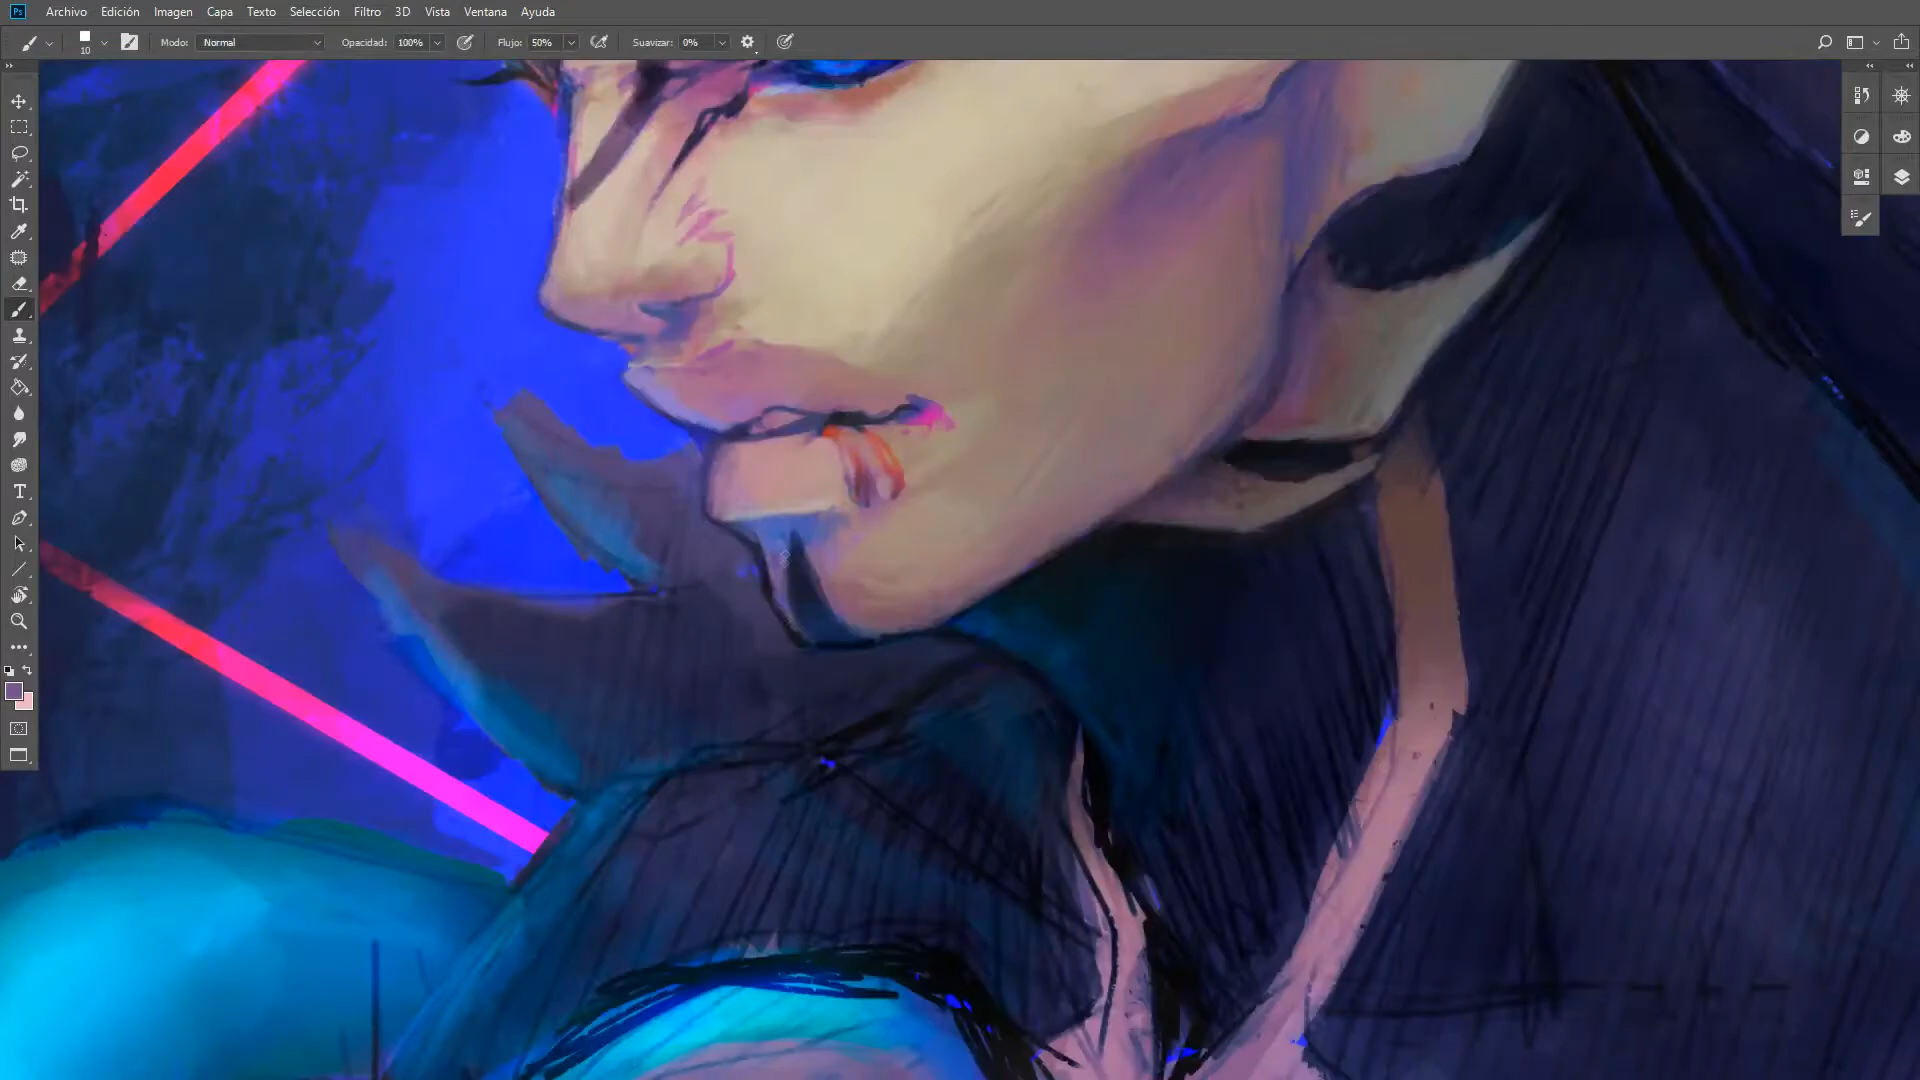 Ps Archivo Edición Imagen Capa Texto Selección Filtro 3D Vista Ventana Ayuda
10 Modo: Normal Opacidad: 100% Flujo: 50% Suavizar: 0%